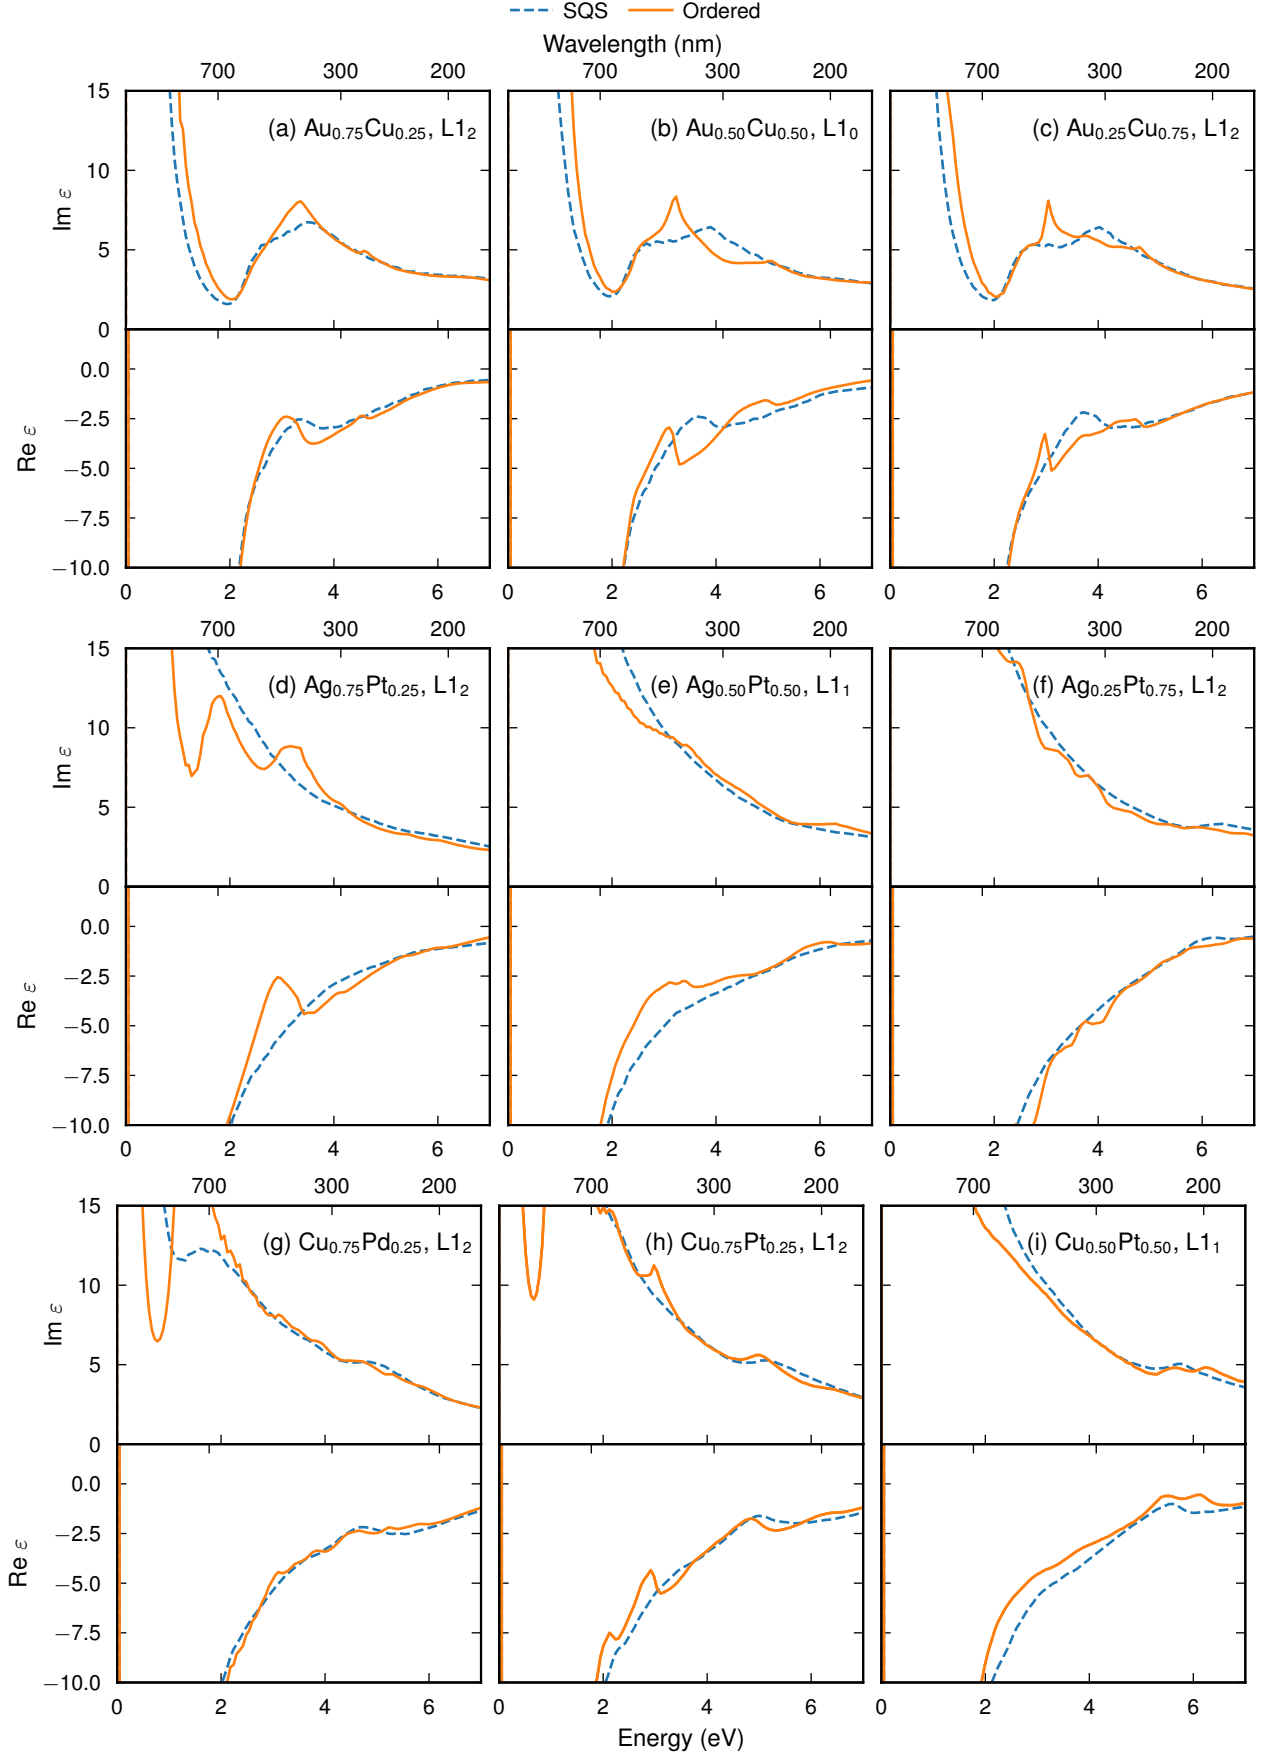 SQS Ordered
Wavelength (nm)
700 300 200 700 300 200 700 300 200
15
10
5
0
Im ε
(a) Au0.75Cu0.25, L12
(b) Au0.50Cu0.50, L10
(c) Au0.25Cu0.75, L12
0.0
−2.5
−5.0
−7.5
−10.0
Re ε
0 2 4 6 0 2 4 6 0 2 4 6
700 300 200 700 300 200 700 300 200
15
10
5
0
Im ε
(d) Ag0.75Pt0.25, L12
(e) Ag0.50Pt0.50, L11
(f) Ag0.25Pt0.75, L12
0.0
−2.5
−5.0
−7.5
−10.0
Re ε
0 2 4 6 0 2 4 6 0 2 4 6
700 300 200 700 300 200 700 300 200
15
10
5
0
Im ε
(g) Cu0.75Pd0.25, L12
(h) Cu0.75Pt0.25, L12
(i) Cu0.50Pt0.50, L11
0.0
−2.5
−5.0
−7.5
−10.0
Re ε
0 2 4 6 0 2 4 6 0 2 4 6
Energy (eV)